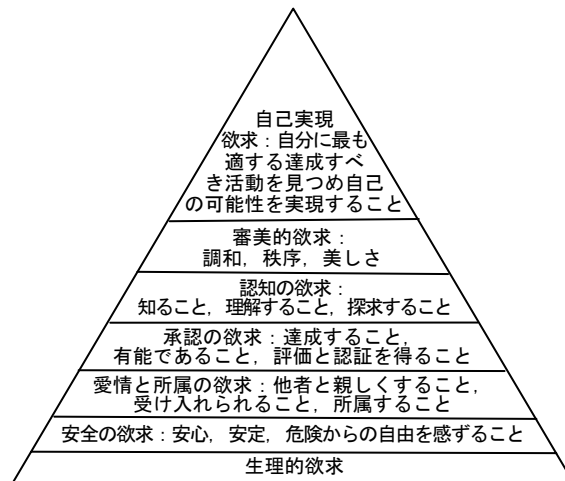 自己実現
欲求：自分に最も
適する達成すべ
き活動を見つめ自己
の可能性を実現すること
審美的欲求：
調和，秩序，美しさ
認知の欲求：
知ること，理解すること，探求すること
承認の欲求：達成すること，
有能であること，評価と認証を得ること
愛情と所属の欲求：他者と親しくすること，
受け入れられること，所属すること
安全の欲求：安心，安定，危険からの自由を感ずること
生理的欲求